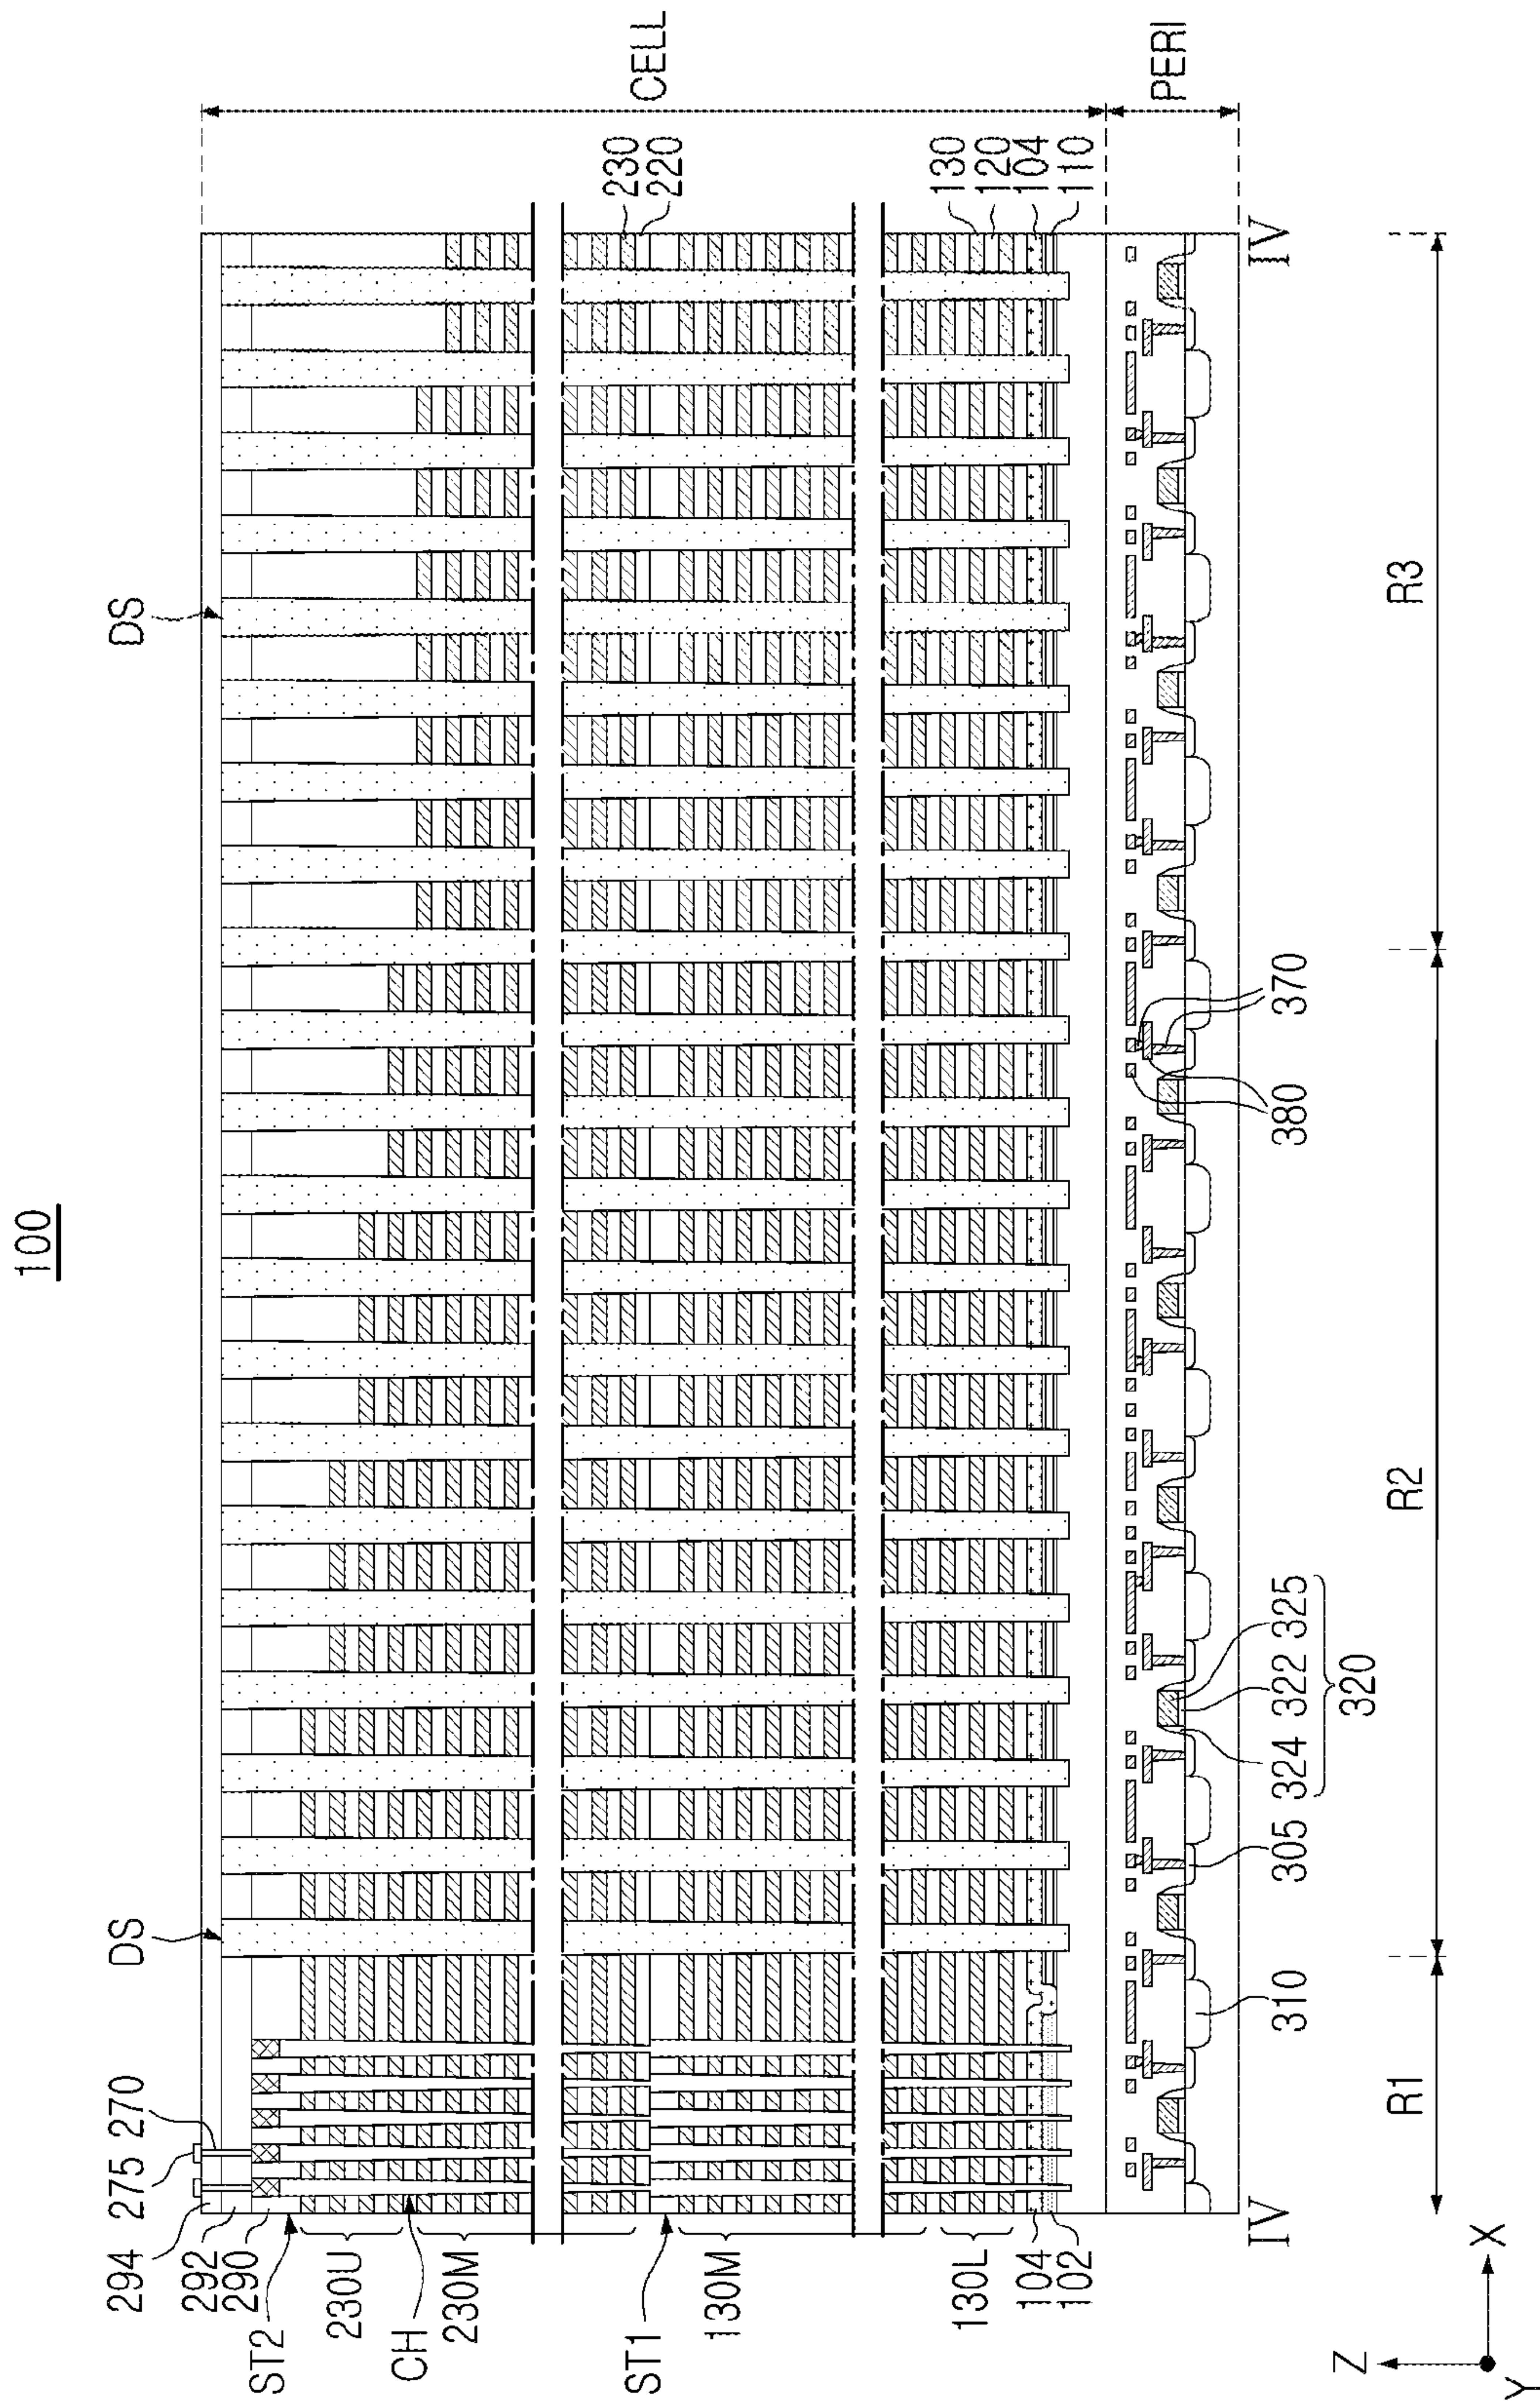 100
DS
DS
275 270
294
292
290
ST2
230U
CH
230M
ST1
130M
130L
104
102
CELL
230
220
130
120
104
110
PERI
IV
IV
310
305
324 322 325
320
380
370
R1
R2
R3
Z
Y
X